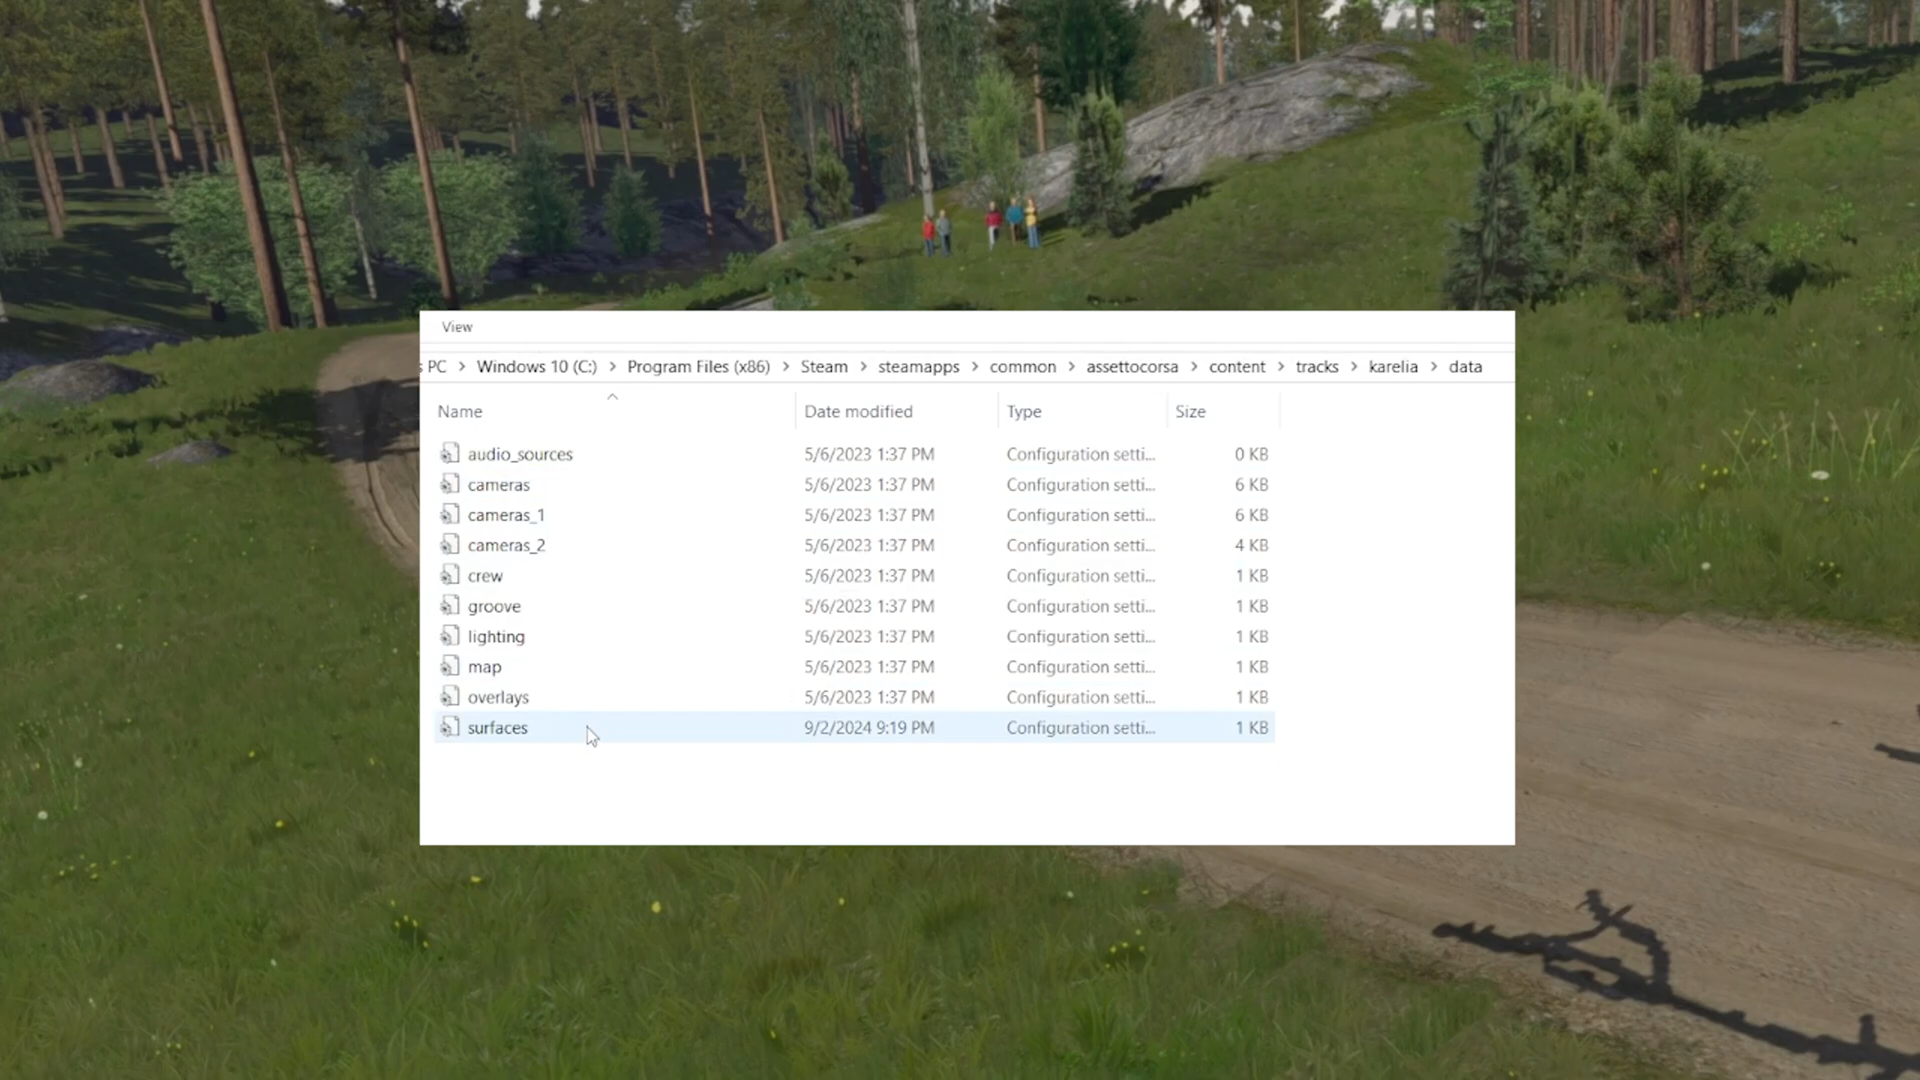 View
PC > Windows 10 (C:) > Program Files (x86) > Steam > steamapps > common > assettocorsa > content > tracks > karelia > data
Name Date modified Type Size
audio_sources 5/6/2023 1:37 PM Configuration setti... 0 KB
cameras 5/6/2023 1:37 PM Configuration setti... 6 KB
cameras_1 5/6/2023 1:37 PM Configuration setti... 6 KB
cameras_2 5/6/2023 1:37 PM Configuration setti... 4 KB
crew 5/6/2023 1:37 PM Configuration setti... 1 KB
groove 5/6/2023 1:37 PM Configuration setti... 1 KB
lighting 5/6/2023 1:37 PM Configuration setti... 1 KB
map 5/6/2023 1:37 PM Configuration setti... 1 KB
overlays 5/6/2023 1:37 PM Configuration setti... 1 KB
surfaces 9/2/2024 9:19 PM Configuration setti... 1 KB